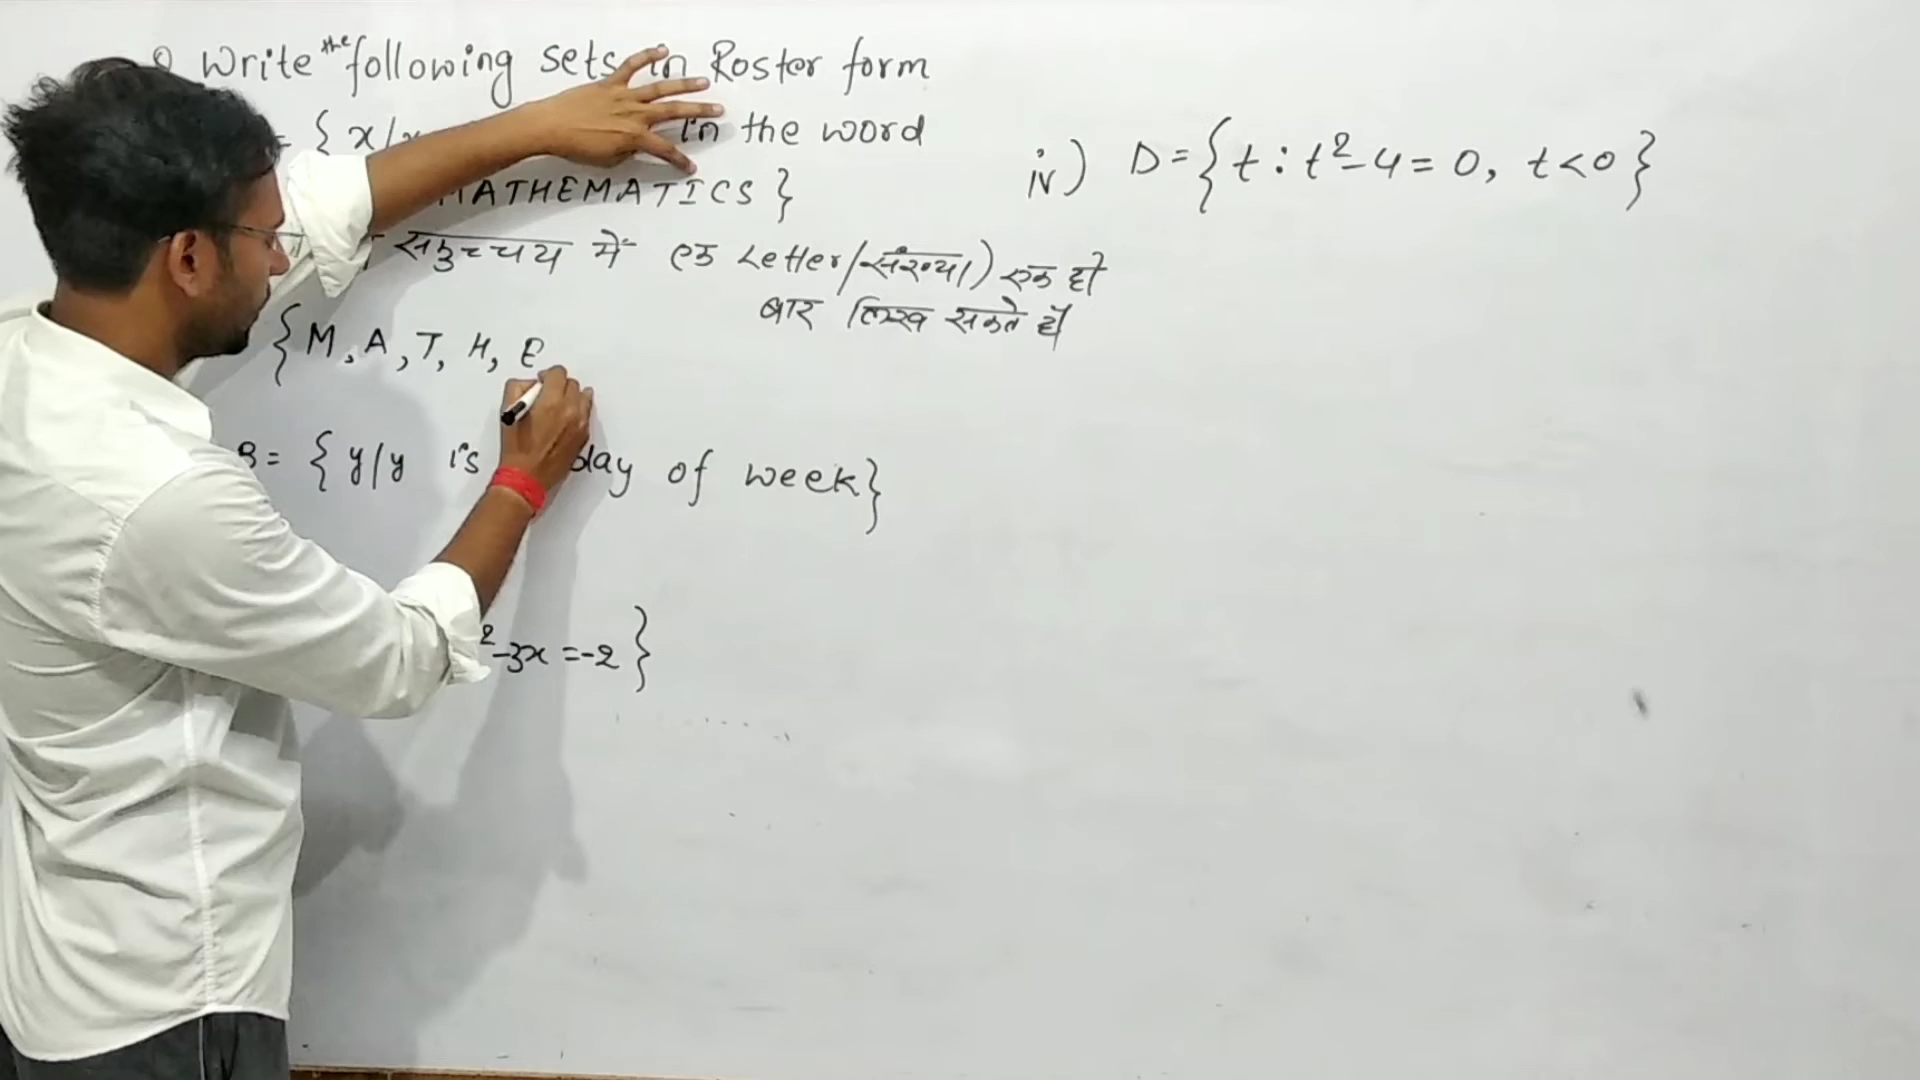 Write the following sets in Roster form
= { x/x in the word
MATHEMATICS }
समुच्चय में एक Letter/संख्या) एक ही
बार लिख सकते हैं
{ M, A, T, H, E
B = { y/y is day of week}
²-3x = -2 }
iv) D = { t : t²-4 = 0, t<0 }